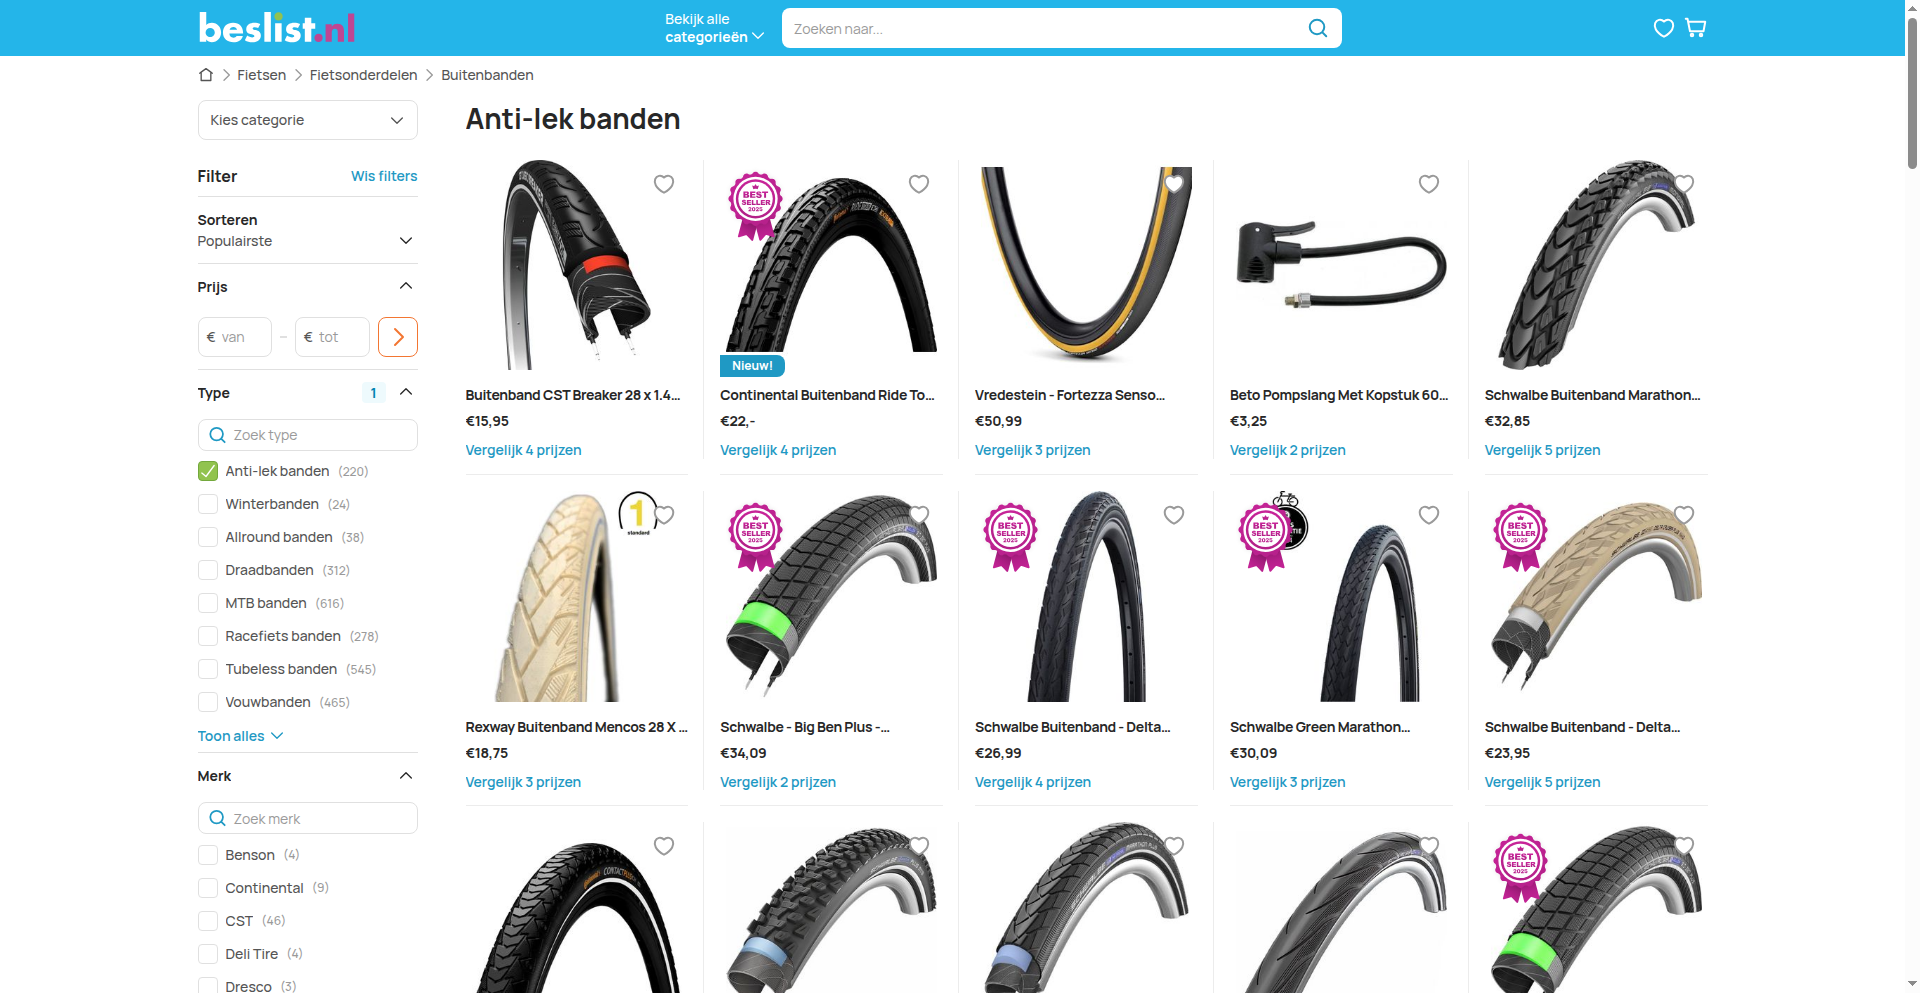 beslist.nl
Bekijk alle
categorieën
Zoeken naar...
Fietsen
Fietsonderdelen
Buitenbanden
Kies categorie
Anti-lek banden
Filter
Wis filters
Sorteren
Populairste
Prijs
€ van
–
€ tot
Type
1
Zoek type
Anti-lek banden (220)
Winterbanden (24)
Allround banden (38)
Draadbanden (312)
MTB banden (616)
Racefiets banden (278)
Tubeless banden (545)
Vouwbanden (465)
Toon alles
Merk
Zoek merk
Benson (4)
Continental (9)
CST (46)
Deli Tire (4)
Dresco (3)
Buitenband CST Breaker 28 x 1.4...
€15,95
Vergelijk 4 prijzen
BEST
SELLER
2025
Nieuw!
Continental Buitenband Ride To...
€22,-
Vergelijk 4 prijzen
Vredestein - Fortezza Senso...
€50,99
Vergelijk 3 prijzen
Beto Pompslang Met Kopstuk 60...
€3,25
Vergelijk 2 prijzen
Schwalbe Buitenband Marathon...
€32,85
Vergelijk 5 prijzen
1
standard
Rexway Buitenband Mencos 28 X ...
€18,75
Vergelijk 3 prijzen
BEST
SELLER
2025
Schwalbe - Big Ben Plus -...
€34,09
Vergelijk 2 prijzen
BEST
SELLER
2025
Schwalbe Buitenband - Delta...
€26,99
Vergelijk 4 prijzen
BEST
SELLER
2025
Schwalbe Green Marathon...
€30,09
Vergelijk 3 prijzen
BEST
SELLER
2025
Schwalbe Buitenband - Delta...
€23,95
Vergelijk 5 prijzen
BEST
SELLER
2025